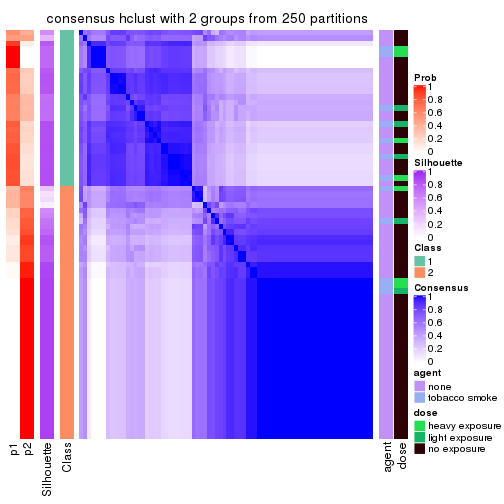 consensus hclust with 2 groups from 250 partitions
Prob
1
0.8
0.6
0.4
0.2
0
Silhouette
1
0.8
0.6
0.4
0.2
0
Class
1
2
Consensus
1
0.8
0.6
0.4
0.2
0
agent
none
tobacco smoke
dose
heavy exposure
light exposure
no exposure
p1
p2
Silhouette
Class
agent
dose